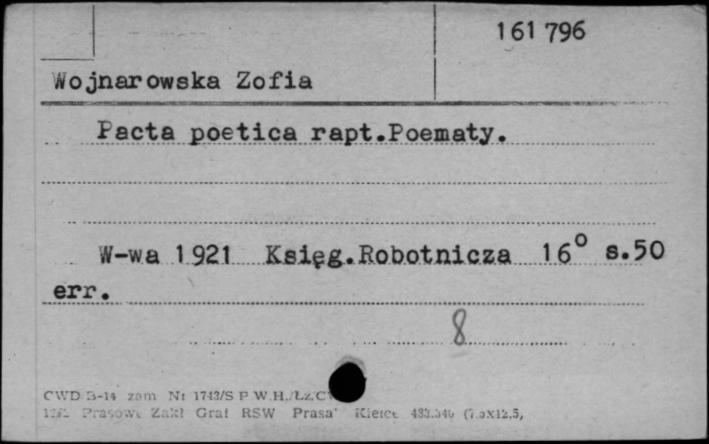 161 796
Wojnarowska Zofia
Pacta poetica rapt.Poematy.
W-wa 1921 Księg.Robotnicza 16° s.50
err.
8
CWD B-14 zam Nr 1743/S P W.H./Łz.
Prasowe Zakł Graf RSW Prasa" Kielce